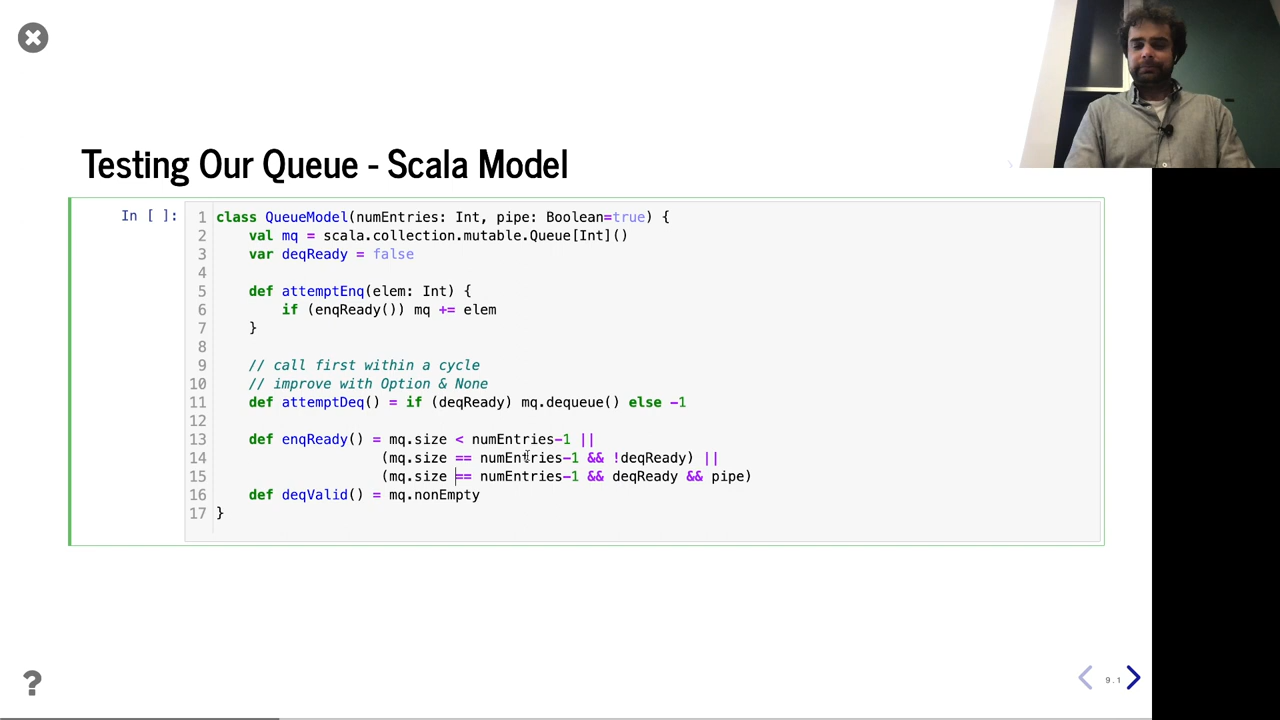 Testing Our Queue - Scala Model
In [ ]:
1 class QueueModel(numEntries: Int, pipe: Boolean=true) {
2     val mq = scala.collection.mutable.Queue[Int]()
3     var deqReady = false
4
5     def attemptEnq(elem: Int) {
6         if (enqReady()) mq += elem
7     }
8
9     // call first within a cycle
10     // improve with Option & None
11     def attemptDeq() = if (deqReady) mq.dequeue() else -1
12
13     def enqReady() = mq.size < numEntries-1 ||
14                     (mq.size == numEntries-1 && !deqReady) ||
15                     (mq.size == numEntries-1 && deqReady && pipe)
16     def deqValid() = mq.nonEmpty
17 }
?
9.1